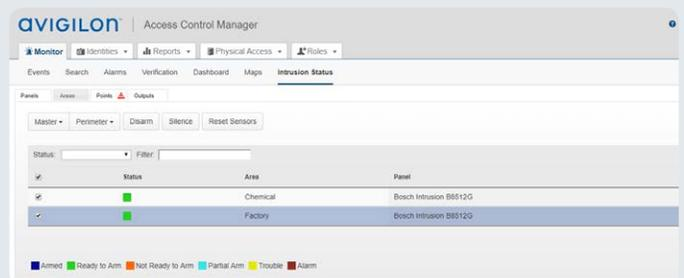 AVIGILON | Access Control Manager
Monitor Identities Reports Physical Access Roles
Events Search Alarms Verification Dashboard Maps Intrusion Status
Panels Areas Points Outputs
Master Perimeter Disarm Silence Reset Sensors
Status: Filter:
Status Area Panel
Chemical Bosch Intrusion B8512G
Factory Bosch Intrusion B8512G
Armed Ready to Arm Not Ready to Arm Partial Arm Trouble Alarm